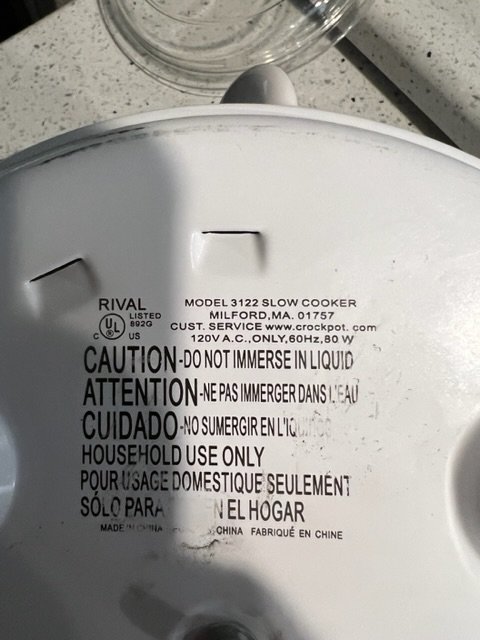 RIVAL
LISTED
892G
C UL US
MODEL 3122 SLOW COOKER
MILFORD, MA. 01757
CUST. SERVICE www.crockpot.com
120V A.C., ONLY, 60Hz, 80 W
CAUTION-DO NOT IMMERSE IN LIQUID
ATTENTION-NE PAS IMMERGER DANS L'EAU
CUIDADO-NO SUMERGIR EN
HOUSEHOLD USE ONLY
POUR USAGE DOMESTIQUE SEULEMENT
SÓLO PARA EN EL HOGAR
MADE IN CHINA CHINA FABRIQUÉ EN CHINE